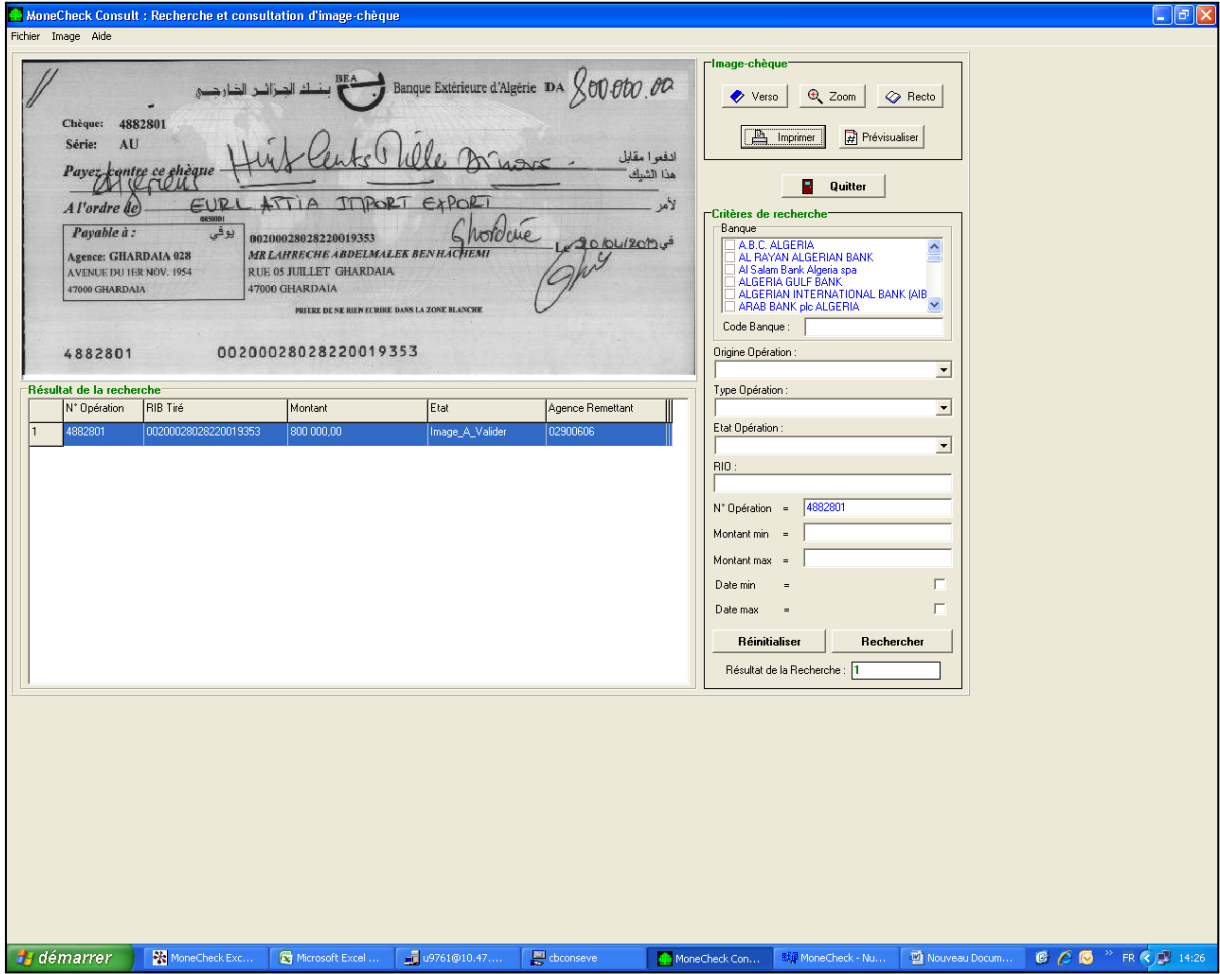 MoneCheck Consult : Recherche et consultation d'image-chèque
Fichier Image Aide
بنك الجزائر الخارجي BEA Banque Extérieure d'Algérie DA 800.000,00
Chèque: 4882801
Série: AU
Payez contre ce chèque Huit Cents Mille Dinars ادفعوا مقابل هذا الشيك
Algériens
A l'ordre de EURL ATTIA IMPORT EXPORT لأمر
0850001
Payable à : يوقي
Agence: GHARDAIA 028
AVENUE DU 1ER NOV. 1954
47000 GHARDAIA
00200028028220019353
MR LAHRECHE ABDELMALEK BEN HACHEMI
RUE 05 JUILLET GHARDAIA
47000 GHARDAIA
Le في
PRIERE DE NE RIEN ECRIRE DANS LA ZONE BLANCHE
4882801 00200028028220019353
Image-chèque
Verso Zoom Recto
Imprimer Prévisualiser
Quitter
Critères de recherche
Banque
A.B.C. ALGERIA
AL RAYAN ALGERIAN BANK
Al Salam Bank Algeria spa
ALGERIA GULF BANK
ALGERIAN INTERNATIONAL BANK (AIB
ARAB BANK plc ALGERIA
Code Banque :
Origine Opération :
Type Opération :
Etat Opération :
RIO :
N° Opération = 4882801
Montant min =
Montant max =
Date min =
Date max =
Réinitialiser Rechercher
Résultat de la Recherche : 1
Résultat de la recherche
N° Opération RIB Tiré Montant Etat Agence Remettant
1 4882801 00200028028220019353 800 000,00 Image_A_Valider 02900606
démarrer MoneCheck Exc... Microsoft Excel ... u9761@10.47.... cbconseve MoneCheck Con... MoneCheck - Nu... Nouveau Docum... FR 14:26